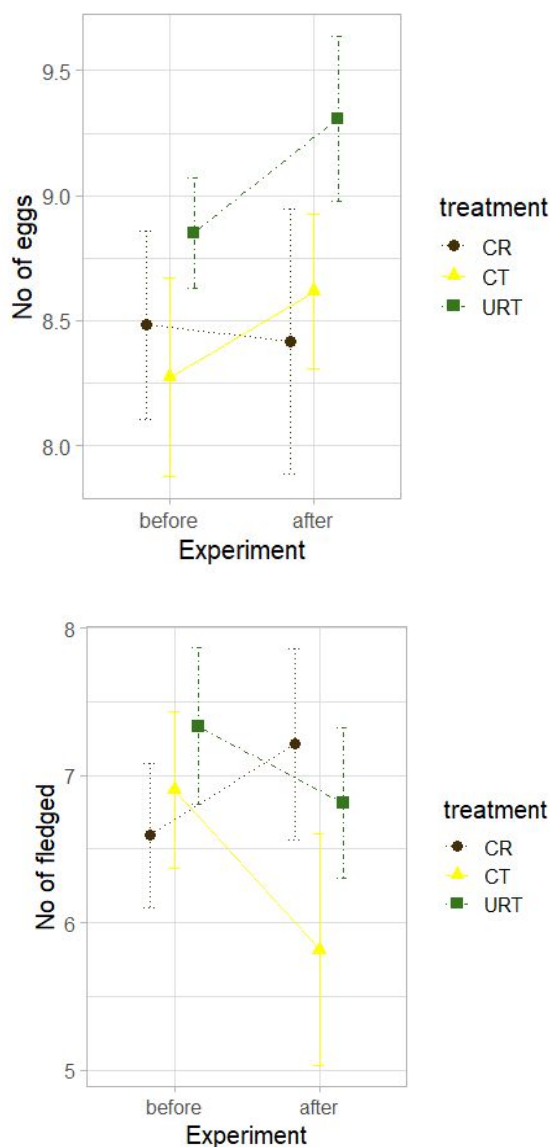 9.5
9.0
8.5
8.0
No of eggs
before after
Experiment
treatment
CR
CT
URT
8
7
6
5
No of fledged
before after
Experiment
treatment
CR
CT
URT